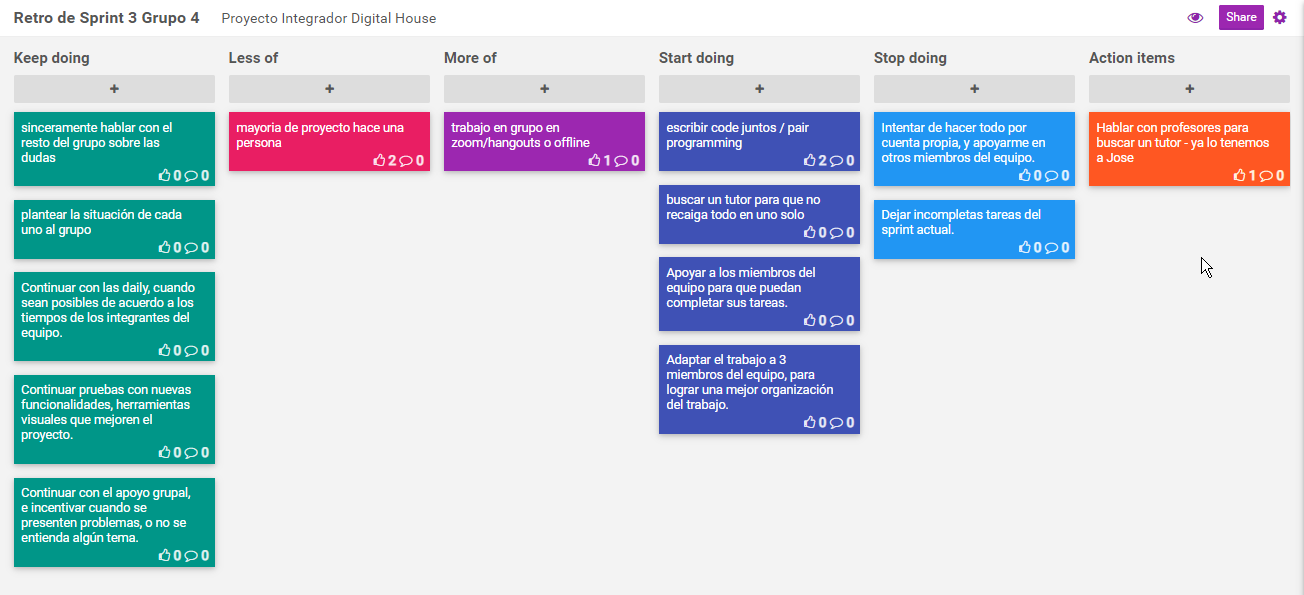 Retro de Sprint 3 Grupo 4 Proyecto Integrador Digital House Share
Keep doing
+
sinceramente hablar con el
resto del grupo sobre las
dudas
0 0
plantear la situación de cada
uno al grupo
0 0
Continuar con las daily, cuando
sean posibles de acuerdo a los
tiempos de los integrantes del
equipo.
0 0
Continuar pruebas con nuevas
funcionalidades, herramientas
visuales que mejoren el
proyecto.
0 0
Continuar con el apoyo grupal,
e incentivar cuando se
presenten problemas, o no se
entienda algún tema.
0 0
Less of
+
mayoria de proyecto hace una
persona
2 0
More of
+
trabajo en grupo en
zoom/hangouts o offline
1 0
Start doing
+
escribir code juntos / pair
programming
2 0
buscar un tutor para que no
recaiga todo en uno solo
0 0
Apoyar a los miembros del
equipo para que puedan
completar sus tareas.
0 0
Adaptar el trabajo a 3
miembros del equipo, para
lograr una mejor organización
del trabajo.
0 0
Stop doing
+
Intentar de hacer todo por
cuenta propia, y apoyarme en
otros miembros del equipo.
0 0
Dejar incompletas tareas del
sprint actual.
0 0
Action items
+
Hablar con profesores para
buscar un tutor - ya lo tenemos
a Jose
1 0